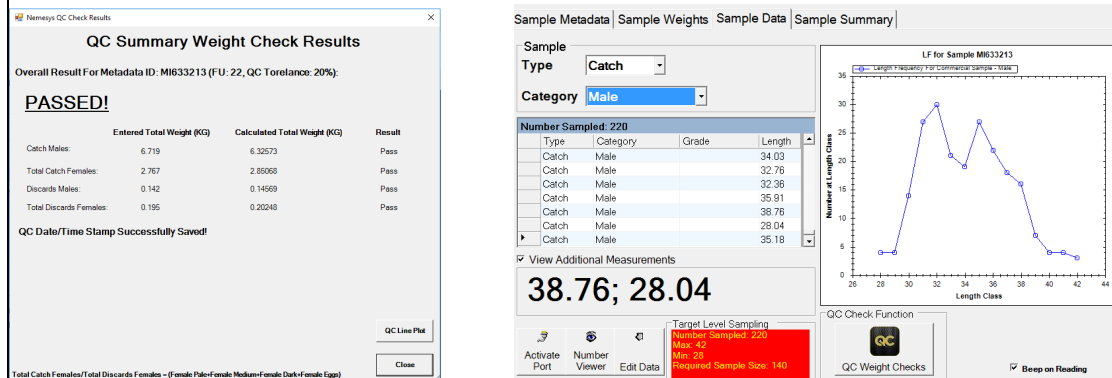 Nemesys QC Check Results
QC Summary Weight Check Results
Overall Result For Metadata ID: MI633213 (FU: 22, QC Torelance: 20%):
PASSED!
Entered Total Weight (KG) Calculated Total Weight (KG) Result
Catch Males: 6.719 6.32573 Pass
Total Catch Females: 2.767 2.85068 Pass
Discards Males: 0.142 0.14569 Pass
Total Discards Females: 0.195 0.20248 Pass
QC Date/Time Stamp Successfully Saved!
QC Line Plot
Close
Total Catch Females/Total Discards Females = (Female Pale+Female Medium+Female Dark+Female Eggs)
Sample Metadata Sample Weights Sample Data Sample Summary
Sample
Type Catch
Category Male
Number Sampled: 220
Type Category Grade Length
Catch Male 34.03
Catch Male 32.76
Catch Male 32.36
Catch Male 35.91
Catch Male 38.76
Catch Male 28.04
Catch Male 35.18
View Additional Measurements
38.76; 28.04
Activate Port
Number Viewer
Edit Data
Target Level Sampling
Number Sampled: 220
Max: 42
Min: 28
Required Sample Size: 140
LF for Sample MI633213
Length Frequency For Commercial Sample - Male
Number at Length Class
35
30
25
20
15
10
5
0
26 28 30 32 34 36 38 40 42 44
Length Class
QC Check Function
QC
QC Weight Checks
Beep on Reading